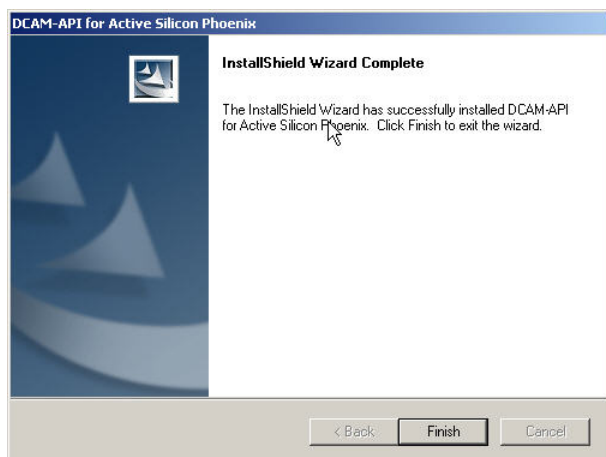 DCAM-API for Active Silicon Phoenix
InstallShield Wizard Complete
The InstallShield Wizard has successfully installed DCAM-API
for Active Silicon Phoenix. Click Finish to exit the wizard.
< Back
Finish
Cancel